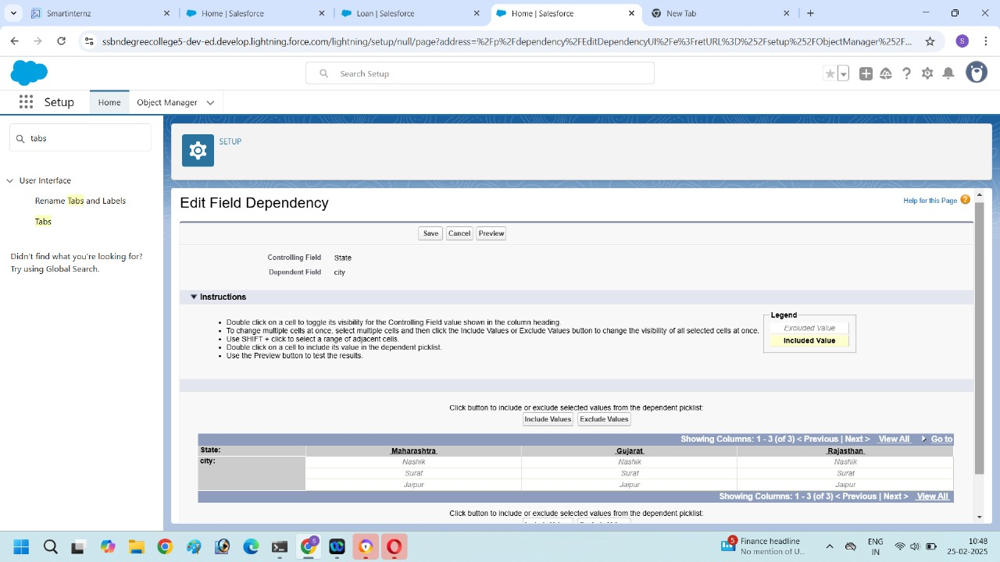 Smartinternz
Home | Salesforce
Loan | Salesforce
Home | Salesforce
New Tab
ssbndegreecollege5-dev-ed.develop.lightning.force.com/lightning/setup/null/page?address=%2Fp%2Fdependency%2FEditDependencyUI%2Fe%3FretURL%3D%252Fsetup%252FObjectManager%252F...
S
Search Setup
Setup
Home
Object Manager
tabs
SETUP
User Interface
Rename Tabs and Labels
Tabs
Didn't find what you're looking for?
Try using Global Search.
Edit Field Dependency
Help for this Page
Save Cancel Preview
Controlling Field State
Dependent Field city
Instructions
Double click on a cell to toggle its visibility for the Controlling Field value shown in the column heading.
To change multiple cells at once, select multiple cells and then click the Include Values or Exclude Values button to change the visibility of all selected cells at once.
Use SHIFT + click to select a range of adjacent cells.
Double click on a cell to include its value in the dependent picklist.
Use the Preview button to test the results.
Legend
Excluded Value
Included Value
Click button to include or exclude selected values from the dependent picklist:
Include Values Exclude Values
Showing Columns: 1 - 3 (of 3) < Previous | Next > View All Go to
State: Maharashtra Gujarat Rajasthan
city: Nashik Nashik Nashik
Surat Surat Surat
Jaipur Jaipur Jaipur
Showing Columns: 1 - 3 (of 3) < Previous | Next > View All
Click button to include or exclude selected values from the dependent picklist:
5
Finance headline
No mention of U...
ENG
IN
10:48
25-02-2025